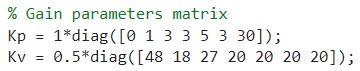 % Gain parameters matrix
Kp = 1*diag([0 1 3 3 5 3 30]);
Kv = 0.5*diag([48 18 27 20 20 20 20]);